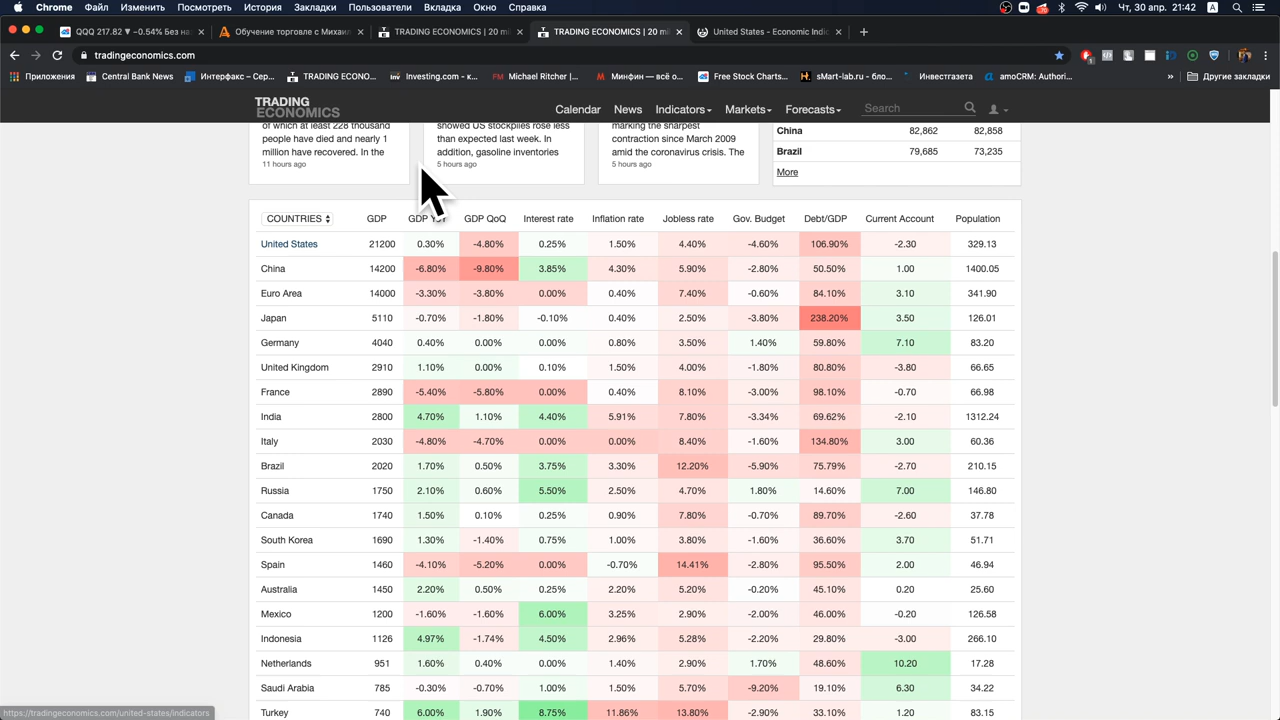 Chrome Файл Изменить Посмотреть История Закладки Пользователи Вкладка Окно Справка Чт, 30 апр. 21:42
QQQ 217.82 ▼ −0.54% Без на
Обучение торговле с Михаил
TRADING ECONOMICS | 20 mil
TRADING ECONOMICS | 20 mil
United States - Economic Indi
tradingeconomics.com
Приложения Central Bank News Интерфакс – Сер... TRADING ECONO... Investing.com - к... Michael Ritcher |... Минфин — всё о... Free Stock Charts... sMart-lab.ru - бло... Инвестгазета amoCRM: Authori... » Другие закладки
TRADING ECONOMICS
Calendar News Indicators Markets Forecasts Search
of which at least 228 thousand
people have died and nearly 1
million have recovered. In the
11 hours ago
showed US stockpiles rose less
than expected last week. In
addition, gasoline inventories
5 hours ago
marking the sharpest
contraction since March 2009
amid the coronavirus crisis. The
5 hours ago
China 82,862 82,858
Brazil 79,685 73,235
More
COUNTRIES GDP GDP GDP QoQ Interest rate Inflation rate Jobless rate Gov. Budget Debt/GDP Current Account Population
United States 21200 0.30% -4.80% 0.25% 1.50% 4.40% -4.60% 106.90% -2.30 329.13
China 14200 -6.80% -9.80% 3.85% 4.30% 5.90% -2.80% 50.50% 1.00 1400.05
Euro Area 14000 -3.30% -3.80% 0.00% 0.40% 7.40% -0.60% 84.10% 3.10 341.90
Japan 5110 -0.70% -1.80% -0.10% 0.40% 2.50% -3.80% 238.20% 3.50 126.01
Germany 4040 0.40% 0.00% 0.00% 0.80% 3.50% 1.40% 59.80% 7.10 83.20
United Kingdom 2910 1.10% 0.00% 0.10% 1.50% 4.00% -1.80% 80.80% -3.80 66.65
France 2890 -5.40% -5.80% 0.00% 0.40% 8.10% -3.00% 98.10% -0.70 66.98
India 2800 4.70% 1.10% 4.40% 5.91% 7.80% -3.34% 69.62% -2.10 1312.24
Italy 2030 -4.80% -4.70% 0.00% 0.00% 8.40% -1.60% 134.80% 3.00 60.36
Brazil 2020 1.70% 0.50% 3.75% 3.30% 12.20% -5.90% 75.79% -2.70 210.15
Russia 1750 2.10% 0.60% 5.50% 2.50% 4.70% 1.80% 14.60% 7.00 146.80
Canada 1740 1.50% 0.10% 0.25% 0.90% 7.80% -0.70% 89.70% -2.60 37.78
South Korea 1690 1.30% -1.40% 0.75% 1.00% 3.80% -1.60% 36.60% 3.70 51.71
Spain 1460 -4.10% -5.20% 0.00% -0.70% 14.41% -2.80% 95.50% 2.00 46.94
Australia 1450 2.20% 0.50% 0.25% 2.20% 5.20% -0.20% 45.10% 0.20 25.60
Mexico 1200 -1.60% -1.60% 6.00% 3.25% 2.90% -2.00% 46.00% -0.20 126.58
Indonesia 1126 4.97% -1.74% 4.50% 2.96% 5.28% -2.20% 29.80% -3.00 266.10
Netherlands 951 1.60% 0.40% 0.00% 1.40% 2.90% 1.70% 48.60% 10.20 17.28
Saudi Arabia 785 -0.30% -0.70% 1.00% 1.50% 5.70% -9.20% 19.10% 6.30 34.22
Turkey 740 6.00% 1.90% 8.75% 11.86% 13.80% -2.90% 33.10% 1.20 83.15
https://tradingeconomics.com/united-states/indicators